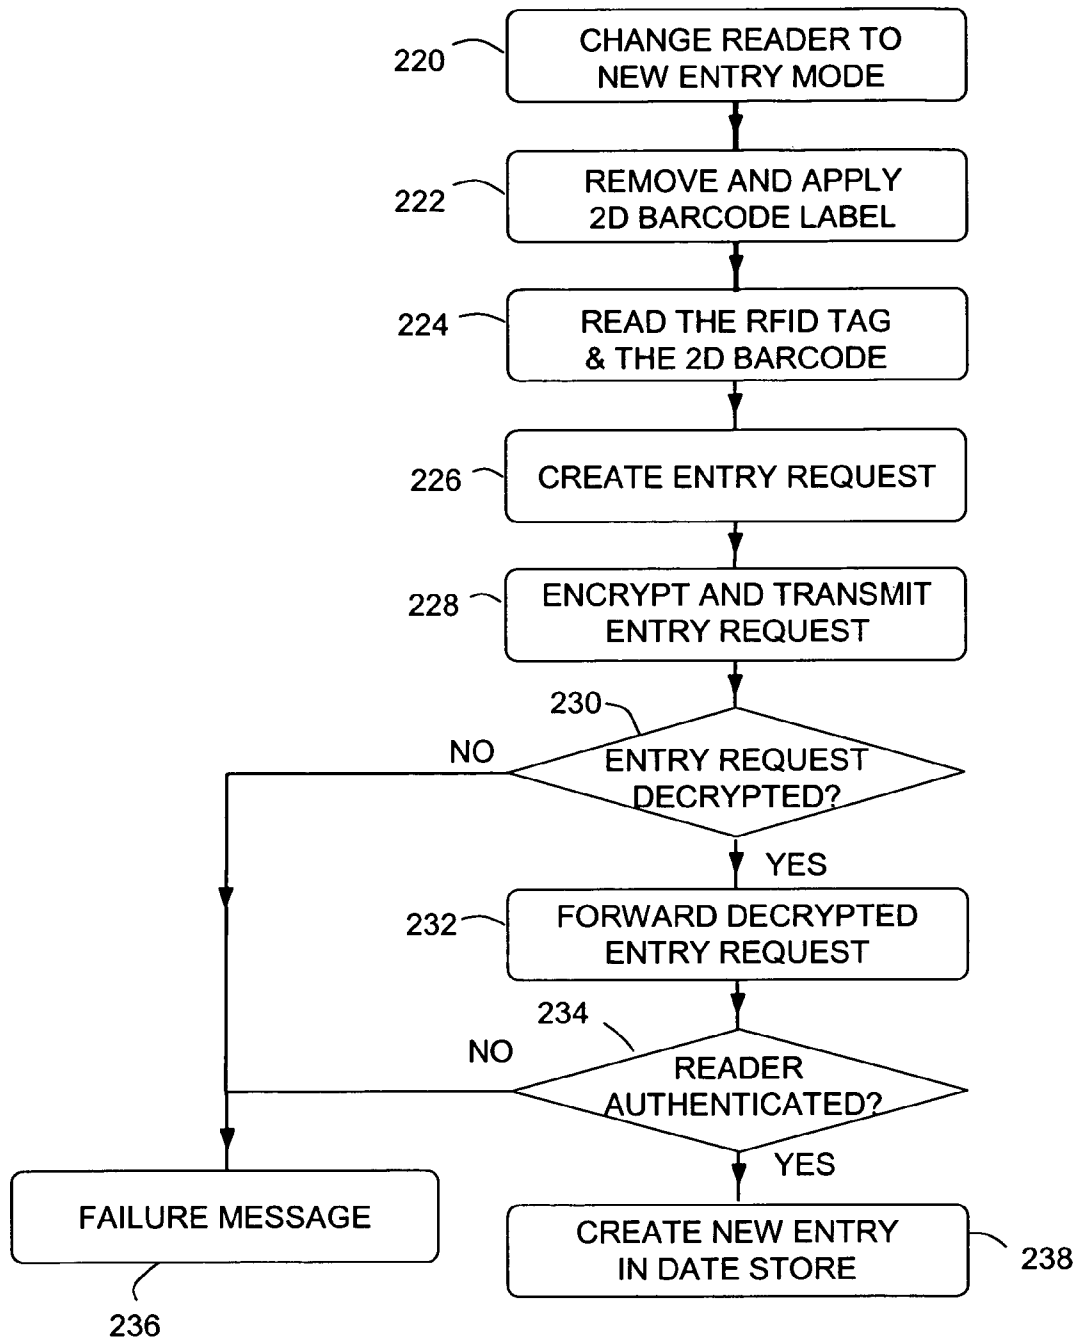 220
CHANGE READER TO
NEW ENTRY MODE
222
REMOVE AND APPLY
2D BARCODE LABEL
224
READ THE RFID TAG
& THE 2D BARCODE
226
CREATE ENTRY REQUEST
228
ENCRYPT AND TRANSMIT
ENTRY REQUEST
230
NO
ENTRY REQUEST
DECRYPTED?
YES
232
FORWARD DECRYPTED
ENTRY REQUEST
234
NO
READER
AUTHENTICATED?
YES
FAILURE MESSAGE
236
CREATE NEW ENTRY
IN DATE STORE
238